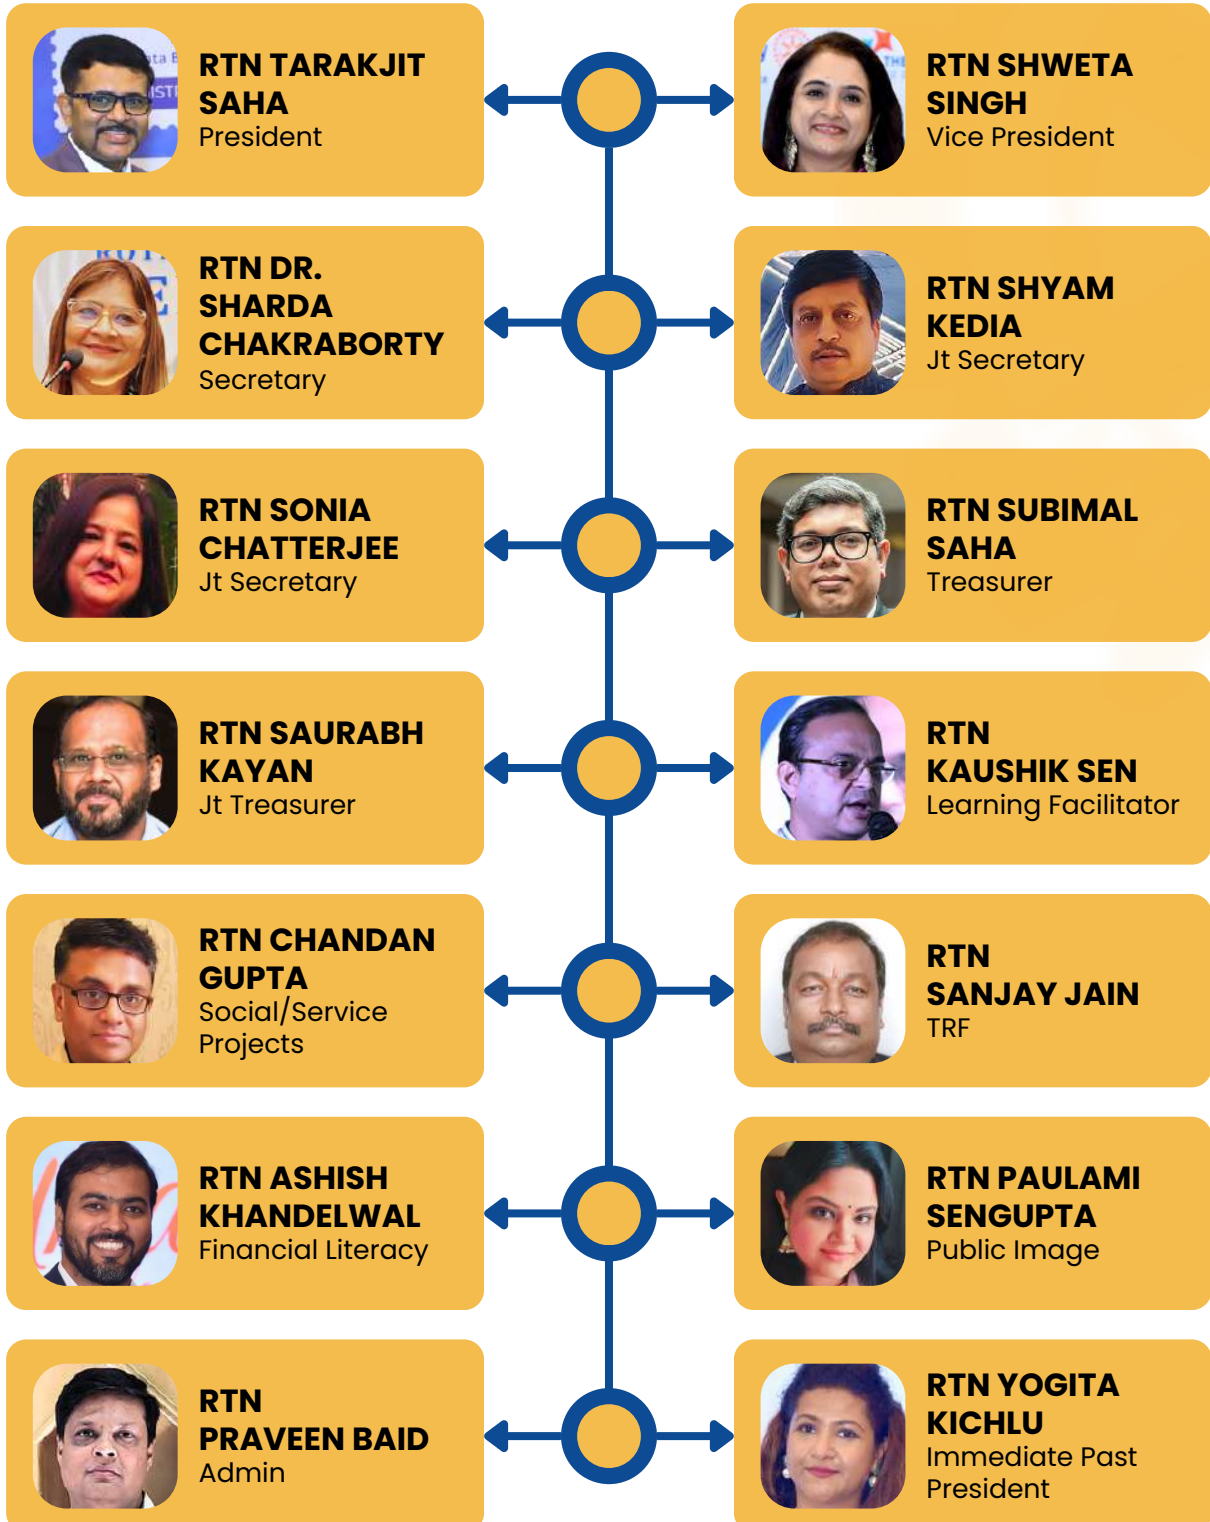 RTN TARAKJIT
SAHA
President
RTN SHWETA
SINGH
Vice President
RTN DR.
SHARDA
CHAKRABORTY
Secretary
RTN SHYAM
KEDIA
Jt Secretary
RTN SONIA
CHATTERJEE
Jt Secretary
RTN SUBIMAL
SAHA
Treasurer
RTN SAURABH
KAYAN
Jt Treasurer
RTN
KAUSHIK SEN
Learning Facilitator
RTN CHANDAN
GUPTA
Social/Service
Projects
RTN
SANJAY JAIN
TRF
RTN ASHISH
KHANDELWAL
Financial Literacy
RTN PAULAMI
SENGUPTA
Public Image
RTN
PRAVEEN BAID
Admin
RTN YOGITA
KICHLU
Immediate Past
President